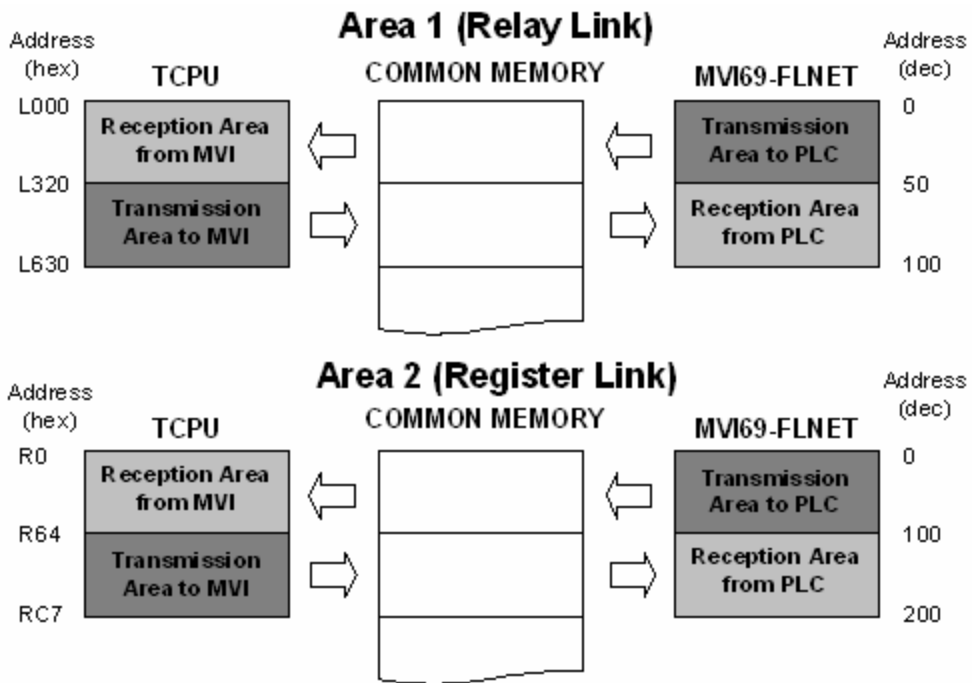 Area 1 (Relay Link)
Address
(hex)
TCPU
COMMON MEMORY
MVI69-FLNET
Address
(dec)
L000
Reception Area
from MVI
Transmission
Area to PLC
0
L320
Transmission
Area to MVI
Reception Area
from PLC
50
L630
100
Area 2 (Register Link)
Address
(hex)
TCPU
COMMON MEMORY
MVI69-FLNET
Address
(dec)
R0
Reception Area
from MVI
Transmission
Area to PLC
0
R64
Transmission
Area to MVI
Reception Area
from PLC
100
RC7
200